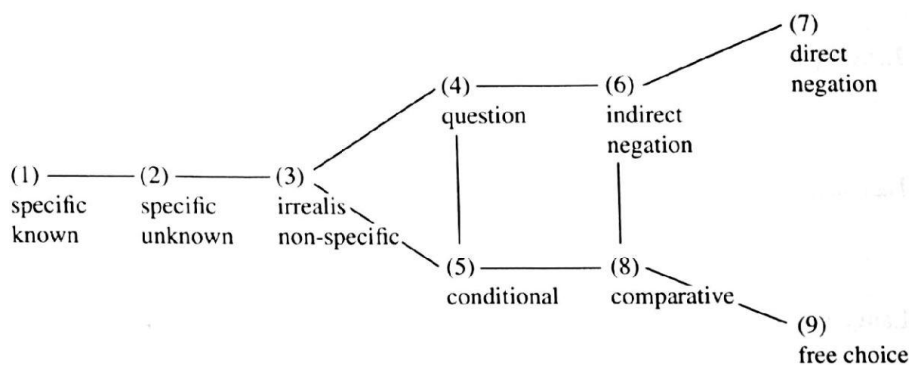 (7)
direct
negation
(4)
question
(6)
indirect
negation
(1)
specific
known
(2)
specific
unknown
(3)
irrealis
non-specific
(5)
conditional
(8)
comparative
(9)
free choice